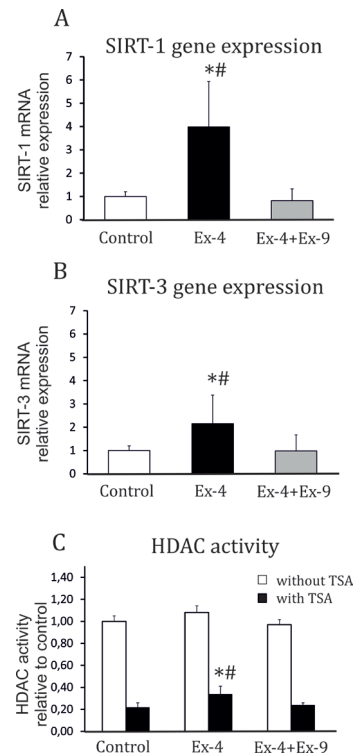 A
SIRT-1 gene expression
SIRT-1 mRNA
relative expression
7
6
5
4
3
2
1
0
*#
Control Ex-4 Ex-4+Ex-9
B
SIRT-3 gene expression
SIRT-3 mRNA
relative expression
7
6
5
4
3
2
1
0
*#
Control Ex-4 Ex-4+Ex-9
C
HDAC activity
HDAC activity
relative to control
1,40
1,20
1,00
0,80
0,60
0,40
0,20
0,00
without TSA
with TSA
*#
Control Ex-4 Ex-4+Ex-9